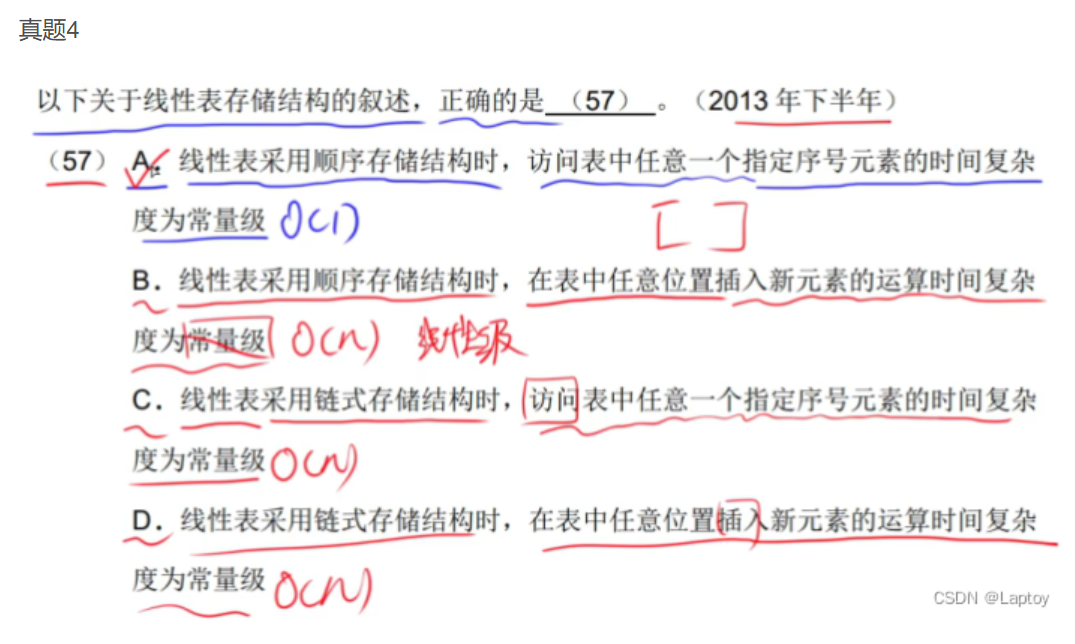 真题4
以下关于线性表存储结构的叙述，正确的是 （57） 。（2013 年下半年）
（57） A. 线性表采用顺序存储结构时，访问表中任意一个指定序号元素的时间复杂
度为常量级 O(1)
B. 线性表采用顺序存储结构时，在表中任意位置插入新元素的运算时间复杂
度为常量级 O(n) 线性级
C. 线性表采用链式存储结构时，访问表中任意一个指定序号元素的时间复杂
度为常量级 O(n)
D. 线性表采用链式存储结构时，在表中任意位置插入新元素的运算时间复杂
度为常量级 O(n)
CSDN @Laptoy